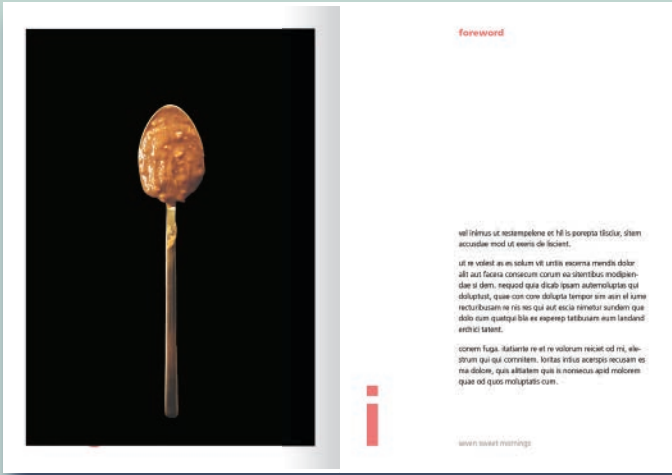 foreword
vel inimus ut restempelene et hil is porepta tiisciur, sitem
accusdae mod ut exeris de liscient.
ut re volest as es solum vit untiis excerna mendis dolor
alit aut facera consecum corum ea sitentibus modipien-
dae si dem. nequod quia dicab ipsam autemoluptas qui
doluptust, quae con core dolupta tempor sim asin el iume
recturibusam re nis res qui aut escia nimetur sundem que
dolo cum quatqui bla ex experep tatibusam eum landand
erchici tatent.
conem fuga. itatiante re et re volorum reiciet od mi, ele-
strum qui qui comnitem. loritas intius acerspis recusam es
ma dolore, quis alitiatem quis is nonsecus apid molorem
quae od quos moluptatis cum.
i
seven sweet mornings